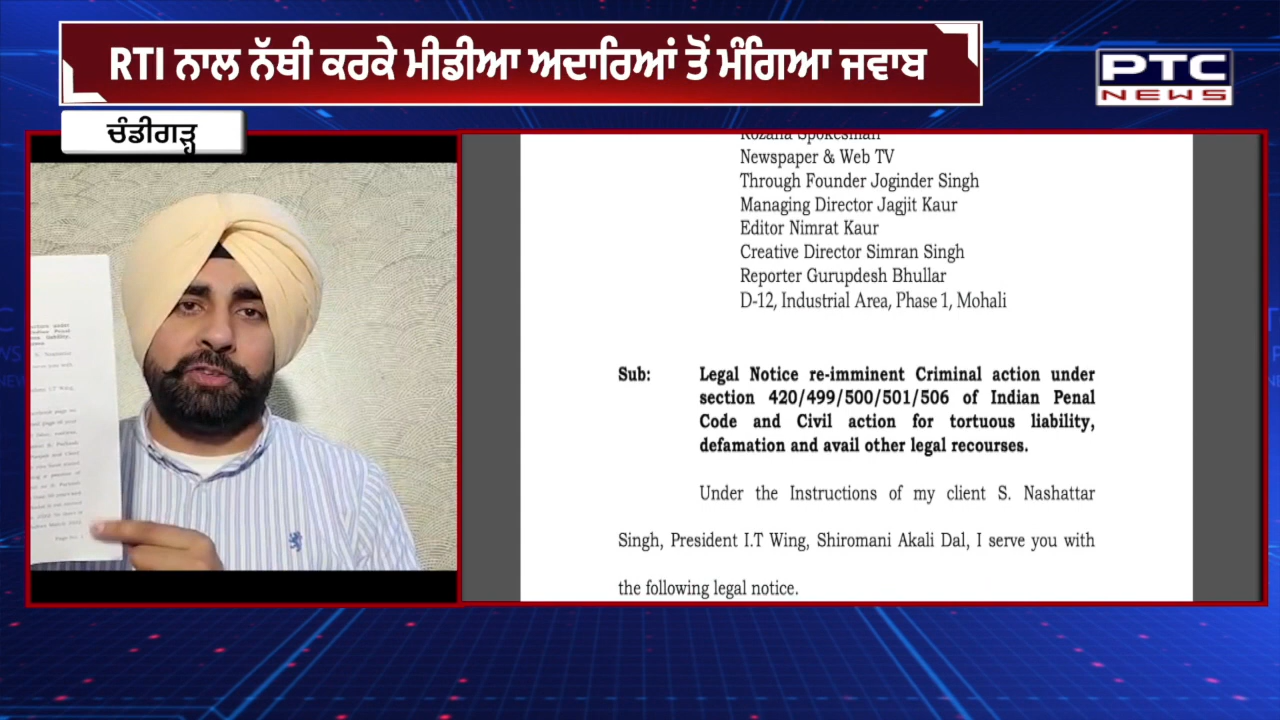 RTI ਨਾਲ ਨੱਥੀ ਕਰਕੇ ਮੀਡੀਆ ਅਦਾਰਿਆਂ ਤੋਂ ਮੰਗਿਆ ਜਵਾਬ
PTC
NEWS
ਚੰਡੀਗੜ੍ਹ
Rozana Spokesman
Newspaper & Web TV
Through Founder Joginder Singh
Managing Director Jagjit Kaur
Editor Nimrat Kaur
Creative Director Simran Singh
Reporter Gurupdesh Bhullar
D-12, Industrial Area, Phase 1, Mohali
Sub: Legal Notice re-imminent Criminal action under
section 420/499/500/501/506 of Indian Penal
Code and Civil action for tortuous liability,
defamation and avail other legal recourses.
Under the Instructions of my client S. Nashattar
Singh, President I.T Wing, Shiromani Akali Dal, I serve you with
the following legal notice.